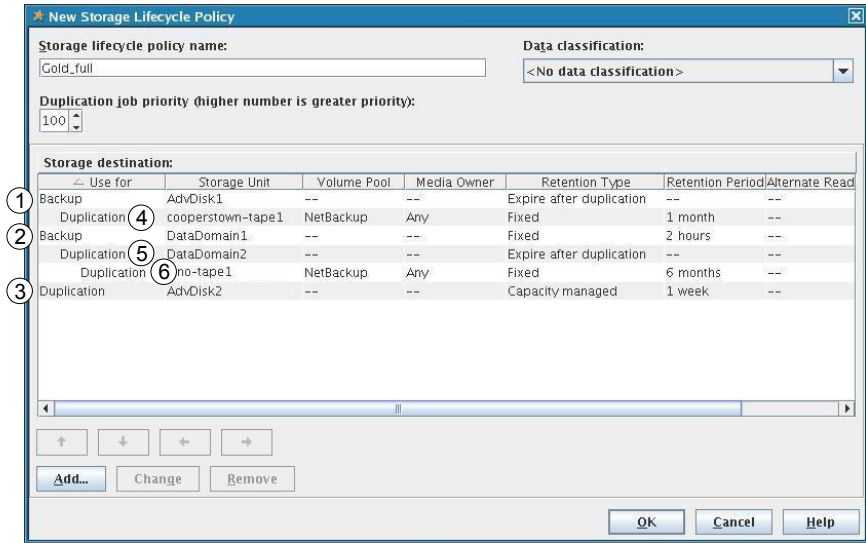 New Storage Lifecycle Policy
Storage lifecycle policy name:
Data classification:
Gold_full
<No data classification>
Duplication job priority (higher number is greater priority):
100
Storage destination:
Use for Storage Unit Volume Pool Media Owner Retention Type Retention Period Alternate Read
1 Backup AdvDisk1 -- -- Expire after duplication -- --
Duplication 4 cooperstown-tape1 NetBackup Any Fixed 1 month --
2 Backup DataDomain1 -- -- Fixed 2 hours --
Duplication 5 DataDomain2 -- -- Expire after duplication -- --
Duplication 6 no-tape1 NetBackup Any Fixed 6 months --
3 Duplication AdvDisk2 -- -- Capacity managed 1 week --
Add... Change Remove
OK Cancel Help